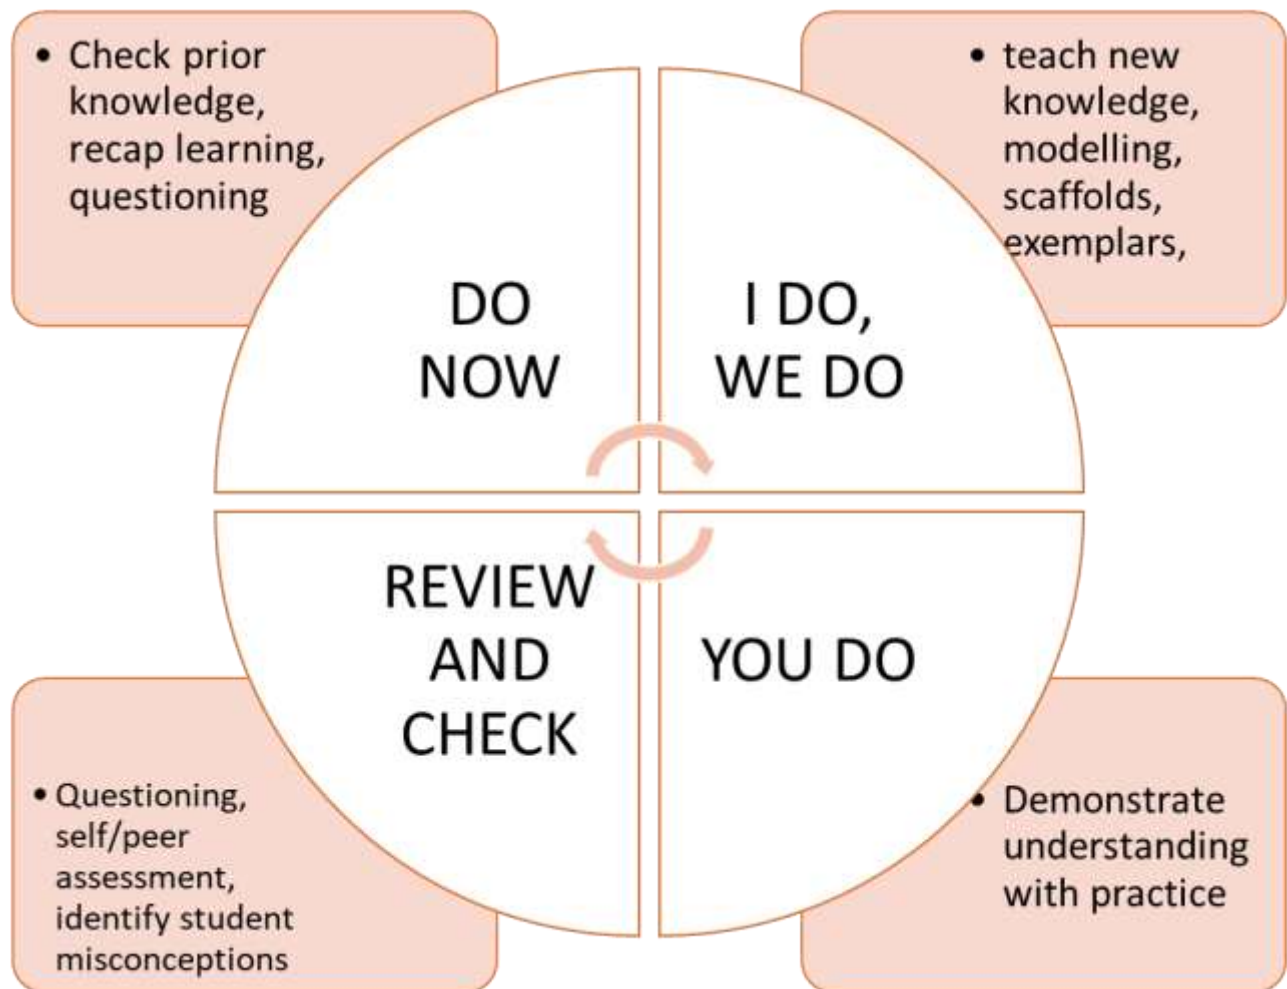 • Check prior
knowledge,
recap learning,
questioning
• teach new
knowledge,
modelling,
scaffolds,
exemplars,
DO
NOW
I DO,
WE DO
REVIEW
AND
CHECK
YOU DO
• Questioning,
self/peer
assessment,
identify student
misconceptions
• Demonstrate
understanding
with practice